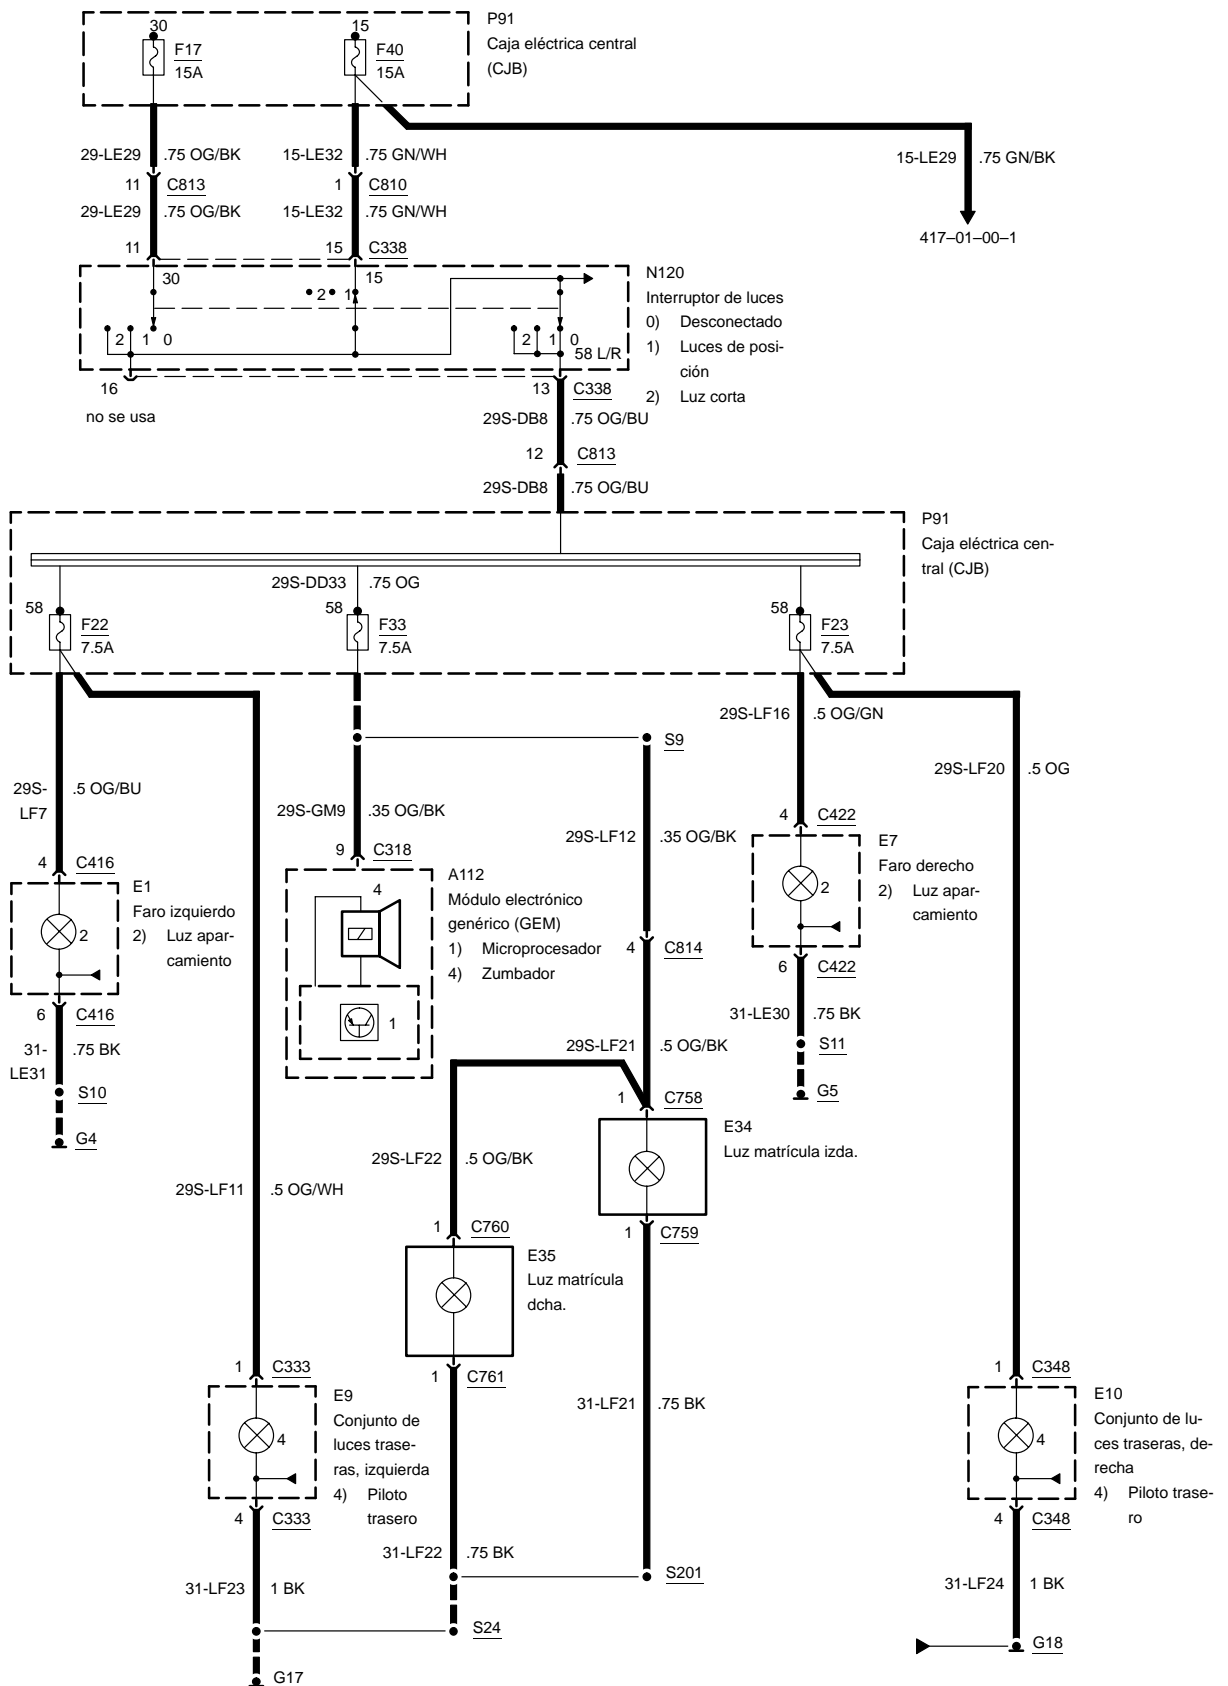 30
15
P91
F17
15A
F40
15A
Caja eléctrica central
(CJB)
29-LE29 .75 OG/BK
15-LE32 .75 GN/WH
15-LE29 .75 GN/BK
11 C813
1 C810
29-LE29 .75 OG/BK
15-LE32 .75 GN/WH
417–01–00–1
11
15 C338
30
15
N120
Interruptor de luces
0) Desconectado
1) Luces de posi-
ción
2) Luz corta
2 1
2 1 0
2 1 0
58 L/R
16
13 C338
no se usa
29S-DB8 .75 OG/BU
12 C813
29S-DB8 .75 OG/BU
P91
Caja eléctrica cen-
tral (CJB)
29S-DD33 .75 OG
58
F22
7.5A
58
F33
7.5A
58
F23
7.5A
29S-LF16 .5 OG/GN
S9
29S-LF20 .5 OG
29S-
LF7
.5 OG/BU
29S-GM9 .35 OG/BK
29S-LF12 .35 OG/BK
4 C422
4 C416
9 C318
E7
Faro derecho
2) Luz apar-
camiento
2
E1
Faro izquierdo
2) Luz apar-
camiento
2
A112
Módulo electrónico
genérico (GEM)
1) Microprocesador
4) Zumbador
4
1
4 C814
6 C422
31-LE30 .75 BK
S11
G5
6 C416
31-
LE31
.75 BK
S10
G4
29S-LF21 .5 OG/BK
1 C758
E34
Luz matrícula izda.
29S-LF22 .5 OG/BK
29S-LF11 .5 OG/WH
1 C760
1 C759
E35
Luz matrícula
dcha.
1 C333
1 C761
1 C348
E9
Conjunto de
luces trase-
ras, izquierda
4) Piloto
trasero
4
31-LF21 .75 BK
E10
Conjunto de lu-
ces traseras, de-
recha
4) Piloto trase-
ro
4
4 C333
4 C348
31-LF22 .75 BK
S201
31-LF23 1 BK
31-LF24 1 BK
S24
G18
G17